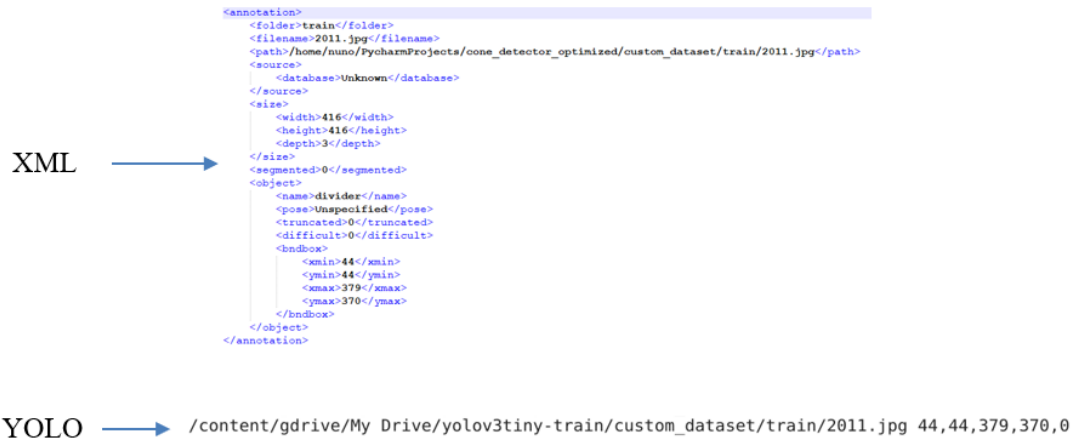 <annotation>
<folder>train</folder>
<filename>2011.jpg</filename>
<path>/home/nuno/PycharmProjects/cone_detector_optimized/custom_dataset/train/2011.jpg</path>
<source>
<database>Unknown</database>
</source>
<size>
<width>416</width>
<height>416</height>
<depth>3</depth>
</size>
XML
<segmented>0</segmented>
<object>
<name>divider</name>
<pose>Unspecified</pose>
<truncated>0</truncated>
<difficult>0</difficult>
<bndbox>
<xmin>44</xmin>
<ymin>44</ymin>
<xmax>379</xmax>
<ymax>370</ymax>
</bndbox>
</object>
</annotation>
YOLO /content/gdrive/My Drive/yolov3tiny-train/custom_dataset/train/2011.jpg 44,44,379,370,0